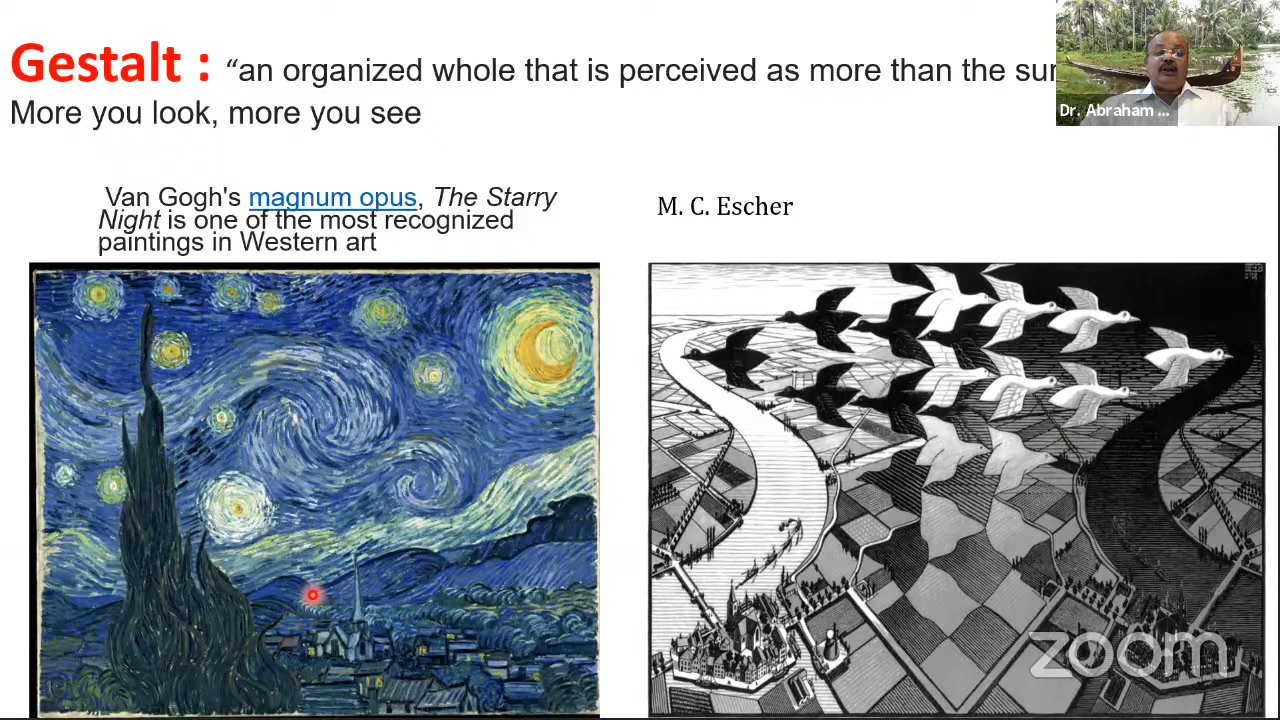 Gestalt : “an organized whole that is perceived as more than the
More you look, more you see
Dr. Abraham ...
Van Gogh's magnum opus, The Starry
Night is one of the most recognized
paintings in Western art
M. C. Escher
zoom